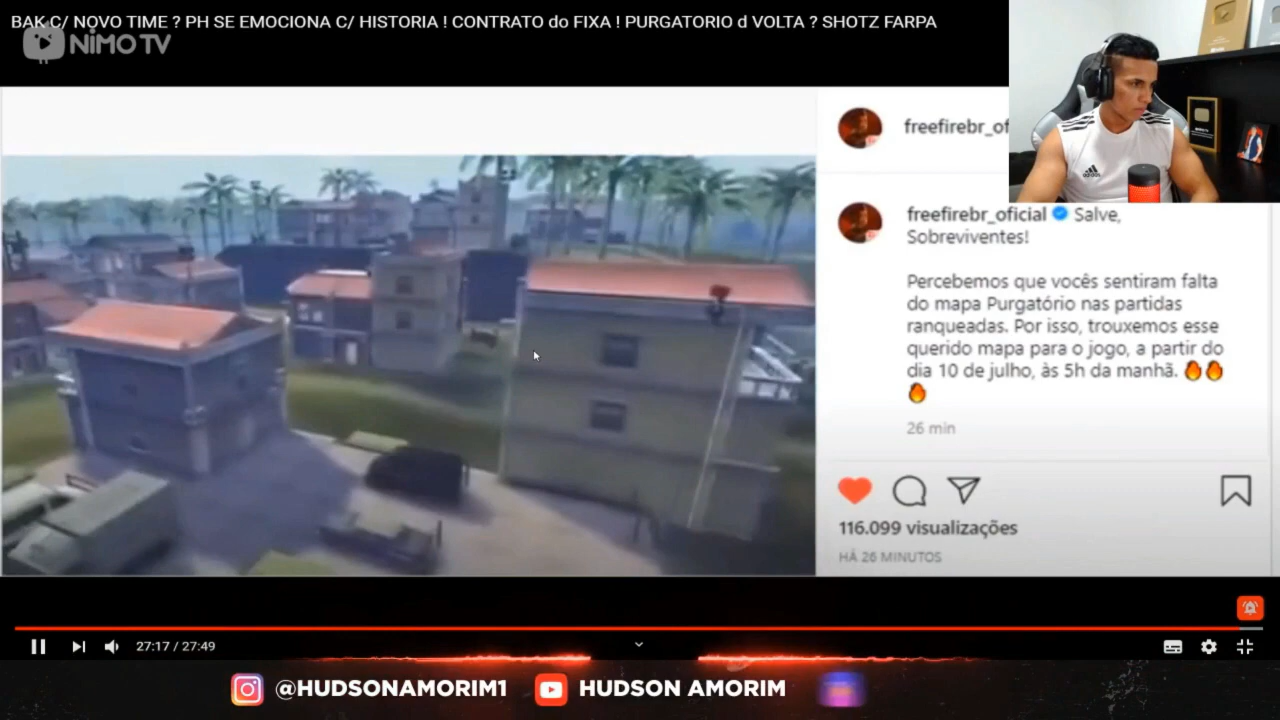 BAK C/ NOVO TIME ? PH SE EMOCIONA C/ HISTORIA ! CONTRATO do FIXA ! PURGATORIO d VOLTA ? SHOTZ FARPA
NiMO TV
freefirebr_of
freefirebr_oficial Salve,
Sobreviventes!
Percebemos que vocês sentiram falta
do mapa Purgatório nas partidas
ranqueadas. Por isso, trouxemos esse
querido mapa para o jogo, a partir do
dia 10 de julho, às 5h da manhã. 🔥🔥
🔥
26 min
116.099 visualizações
HÁ 26 MINUTOS
adidas
27:17 / 27:49
@HUDSONAMORIM1 HUDSON AMORIM